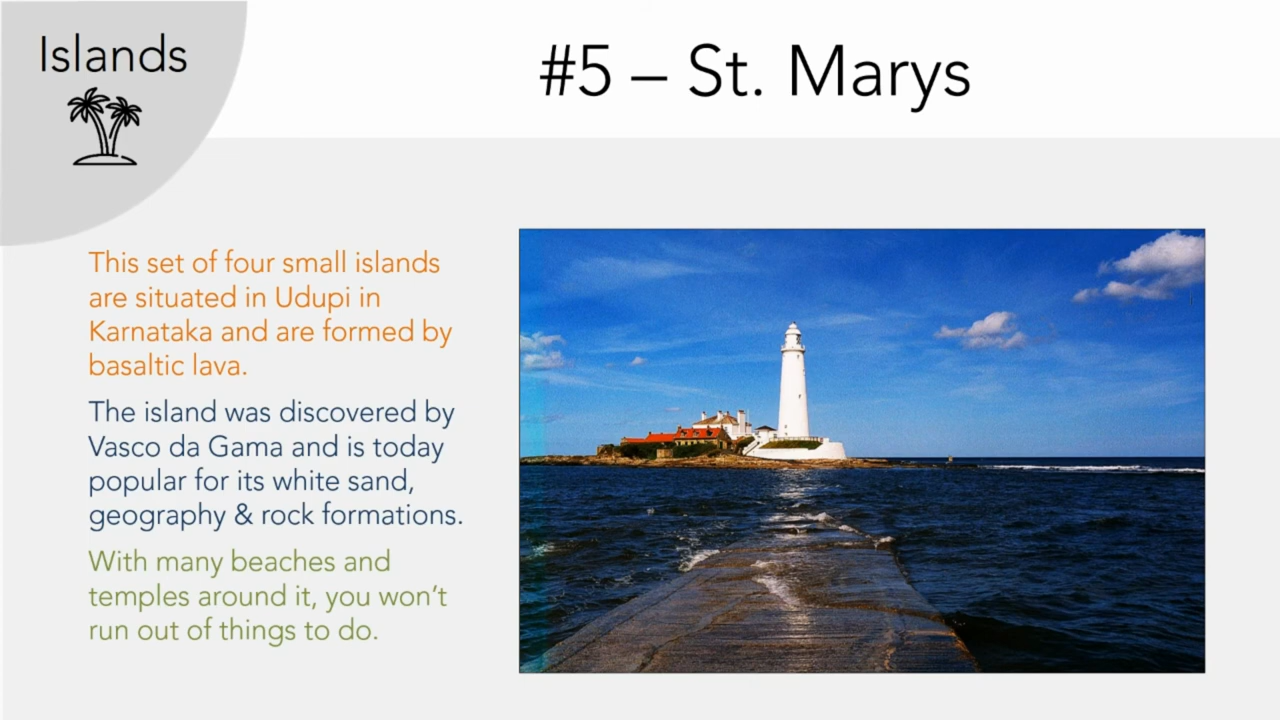 Islands
#5 – St. Marys
This set of four small islands
are situated in Udupi in
Karnataka and are formed by
basaltic lava.
The island was discovered by
Vasco da Gama and is today
popular for its white sand,
geography & rock formations.
With many beaches and
temples around it, you won't
run out of things to do.